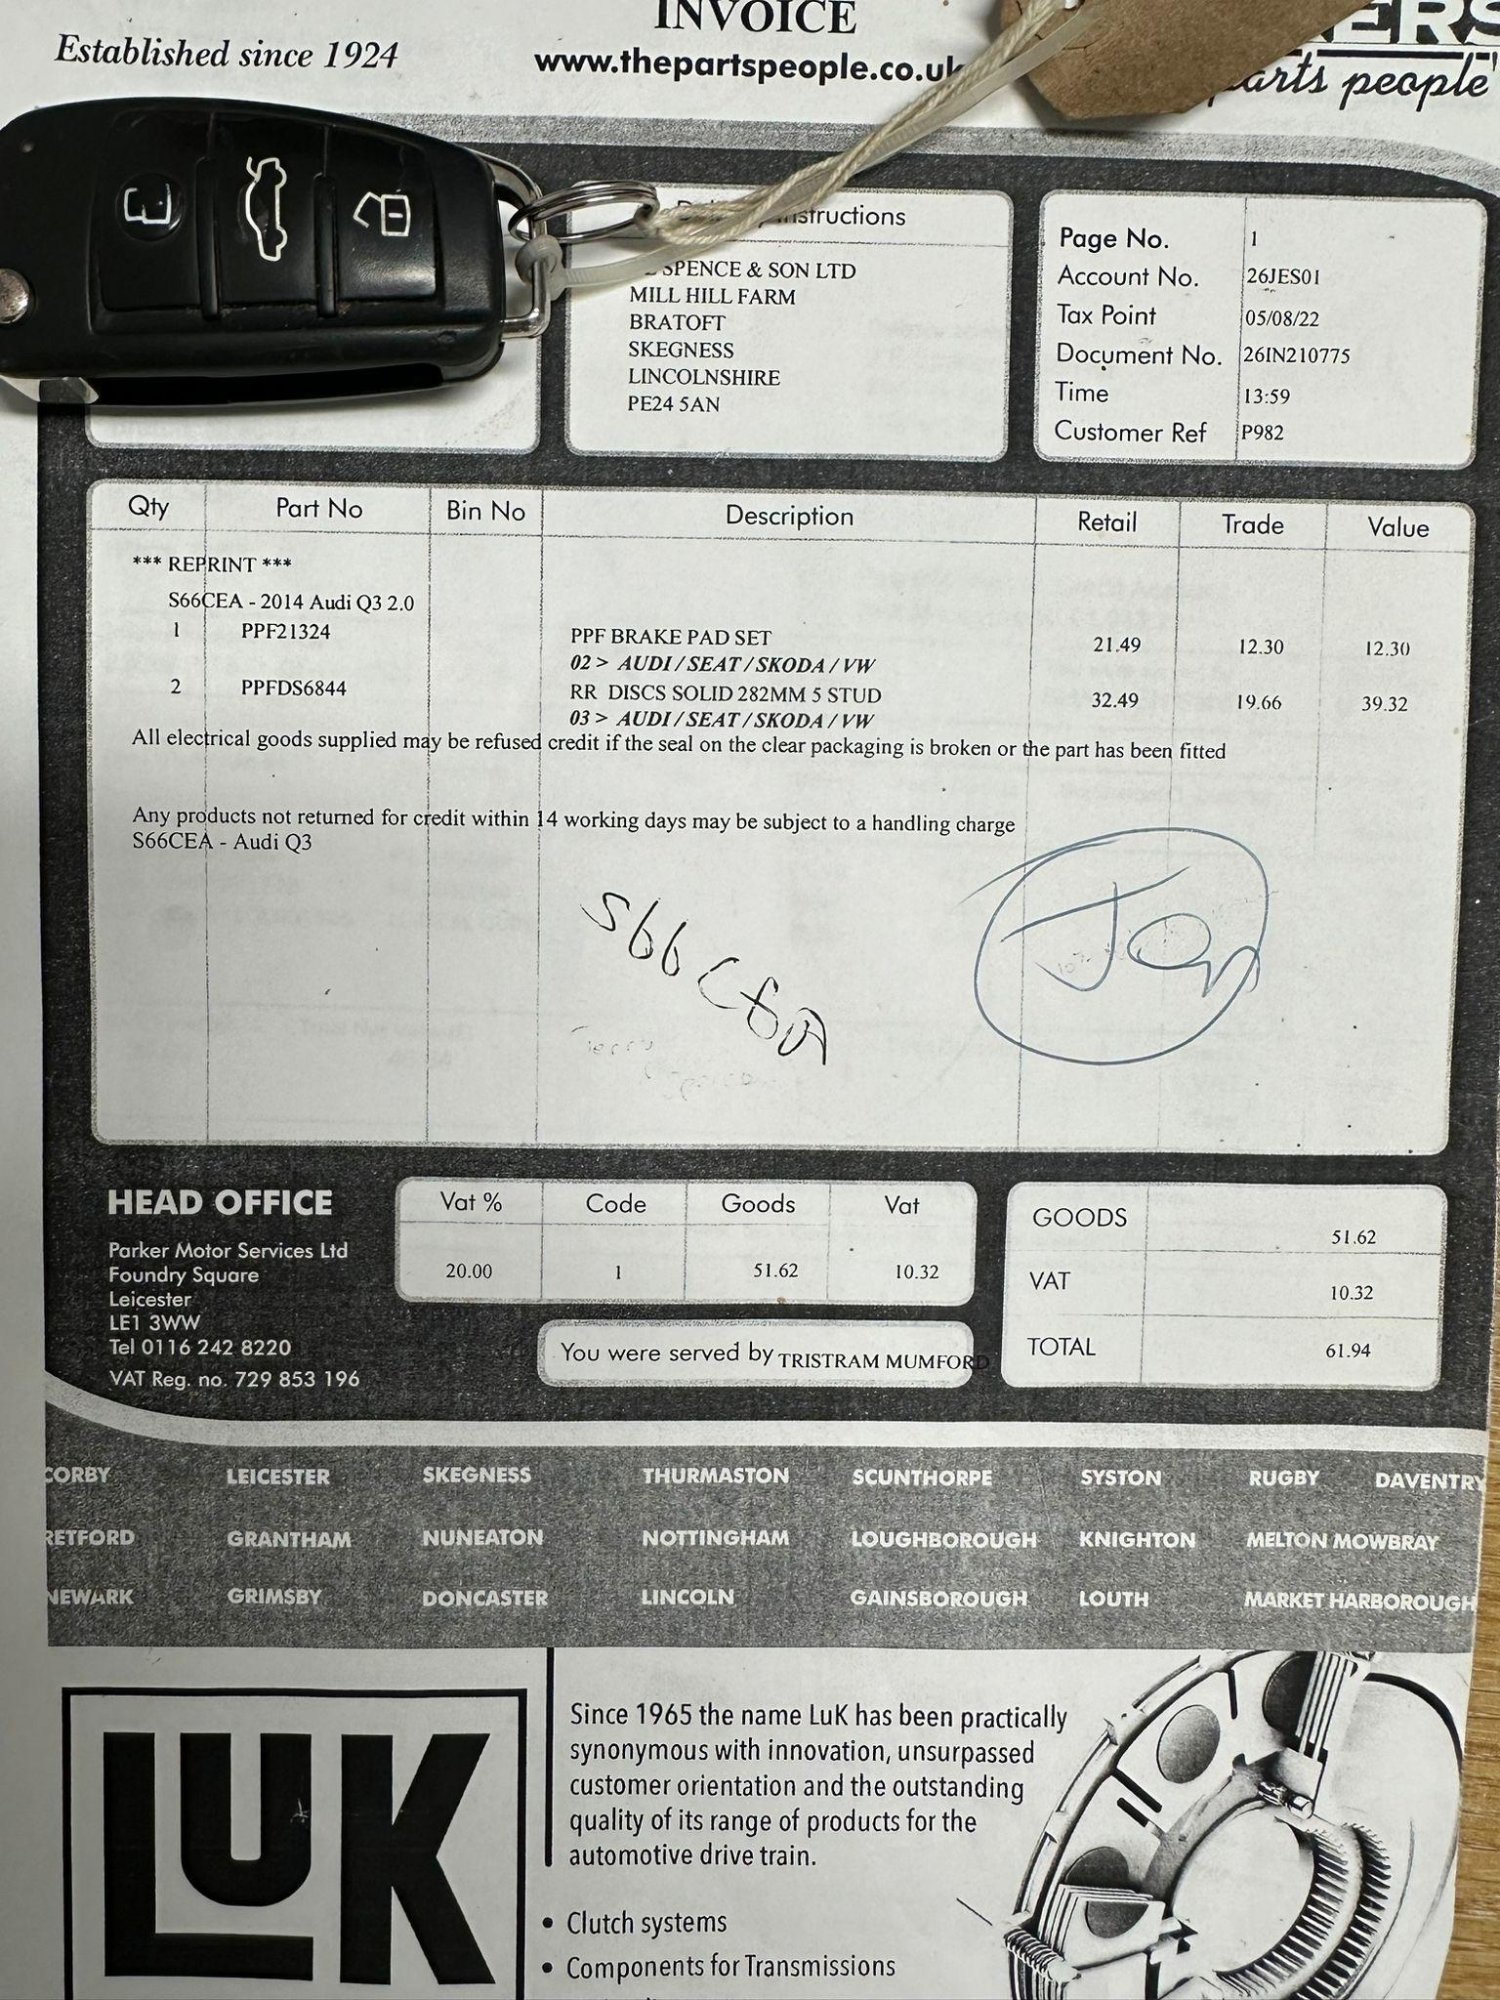 INVOICE
Established since 1924
www.thepartspeople.co.uk
parts people'
E
Instructions
SPENCE & SON LTD
MILL HILL FARM
BRATOFT
SKEGNESS
LINCOLNSHIRE
PE24 5AN
Page No. 1
Account No. 26JES01
Tax Point 05/08/22
Document No. 26IN210775
Time 13:59
Customer Ref P982
Qty Part No Bin No Description Retail Trade Value
*** REPRINT ***
S66CEA - 2014 Audi Q3 2.0
1 PPF21324 PPF BRAKE PAD SET 21.49 12.30 12.30
02 > AUDI / SEAT / SKODA / VW
2 PPFDS6844 RR DISCS SOLID 282MM 5 STUD 32.49 19.66 39.32
03 > AUDI / SEAT / SKODA / VW
All electrical goods supplied may be refused credit if the seal on the clear packaging is broken or the part has been fitted
Any products not returned for credit within 14 working days may be subject to a handling charge
S66CEA - Audi Q3
HEAD OFFICE
Parker Motor Services Ltd
Foundry Square
Leicester
LE1 3WW
Tel 0116 242 8220
VAT Reg. no. 729 853 196
Vat % Code Goods Vat
20.00 1 51.62 10.32
You were served by TRISTRAM MUMFORD
GOODS 51.62
VAT 10.32
TOTAL 61.94
CORBY LEICESTER SKEGNESS THURMASTON SCUNTHORPE SYSTON RUGBY DAVENTRY
RETFORD GRANTHAM NUNEATON NOTTINGHAM LOUGHBOROUGH KNIGHTON MELTON MOWBRAY
NEWARK GRIMSBY DONCASTER LINCOLN GAINSBOROUGH LOUTH MARKET HARBOROUGH
LUK
Since 1965 the name LuK has been practically
synonymous with innovation, unsurpassed
customer orientation and the outstanding
quality of its range of products for the
automotive drive train.
• Clutch systems
• Components for Transmissions